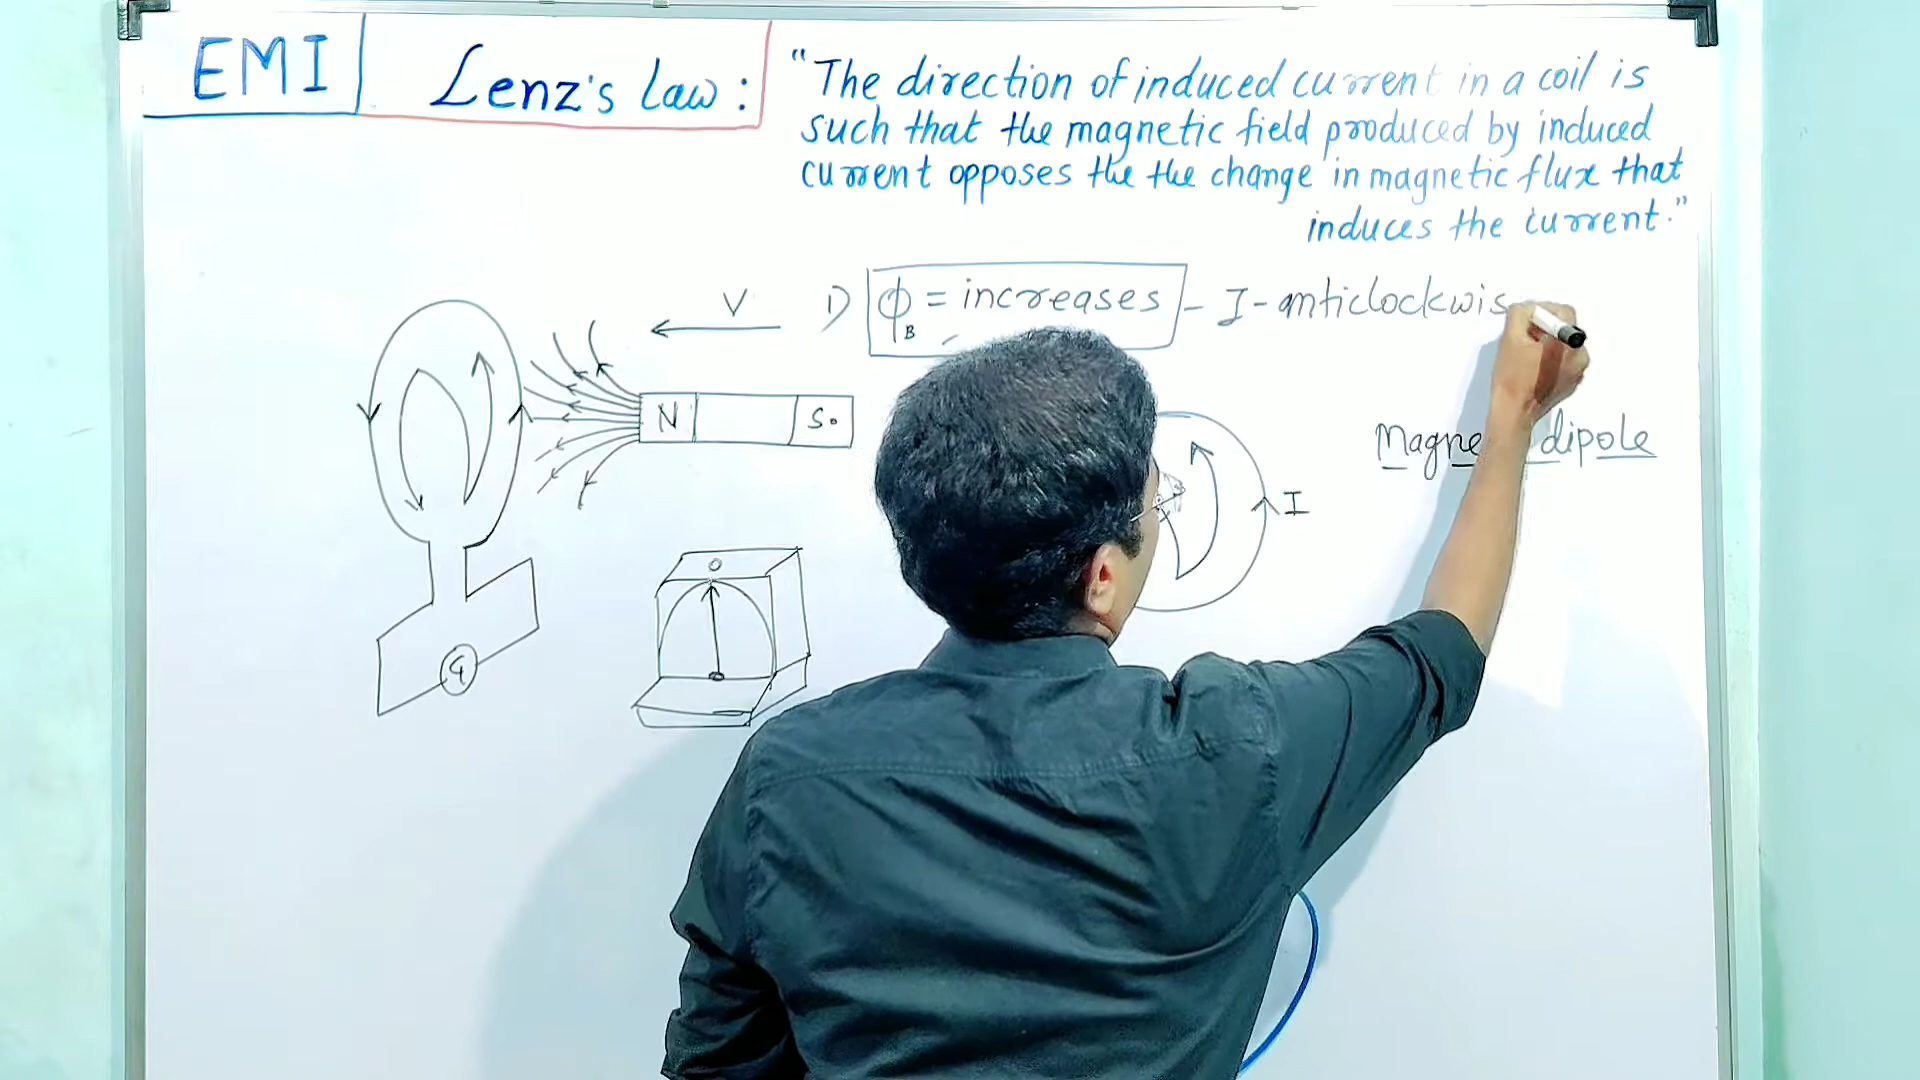 EMI
Lenz's Law :
"The direction of induced current in a coil is
such that the magnetic field produced by induced
current opposes the the change in magnetic flux that
induces the current."
V
1) ϕB = increases - I - anticlockwis
N
S
I
dipole
G